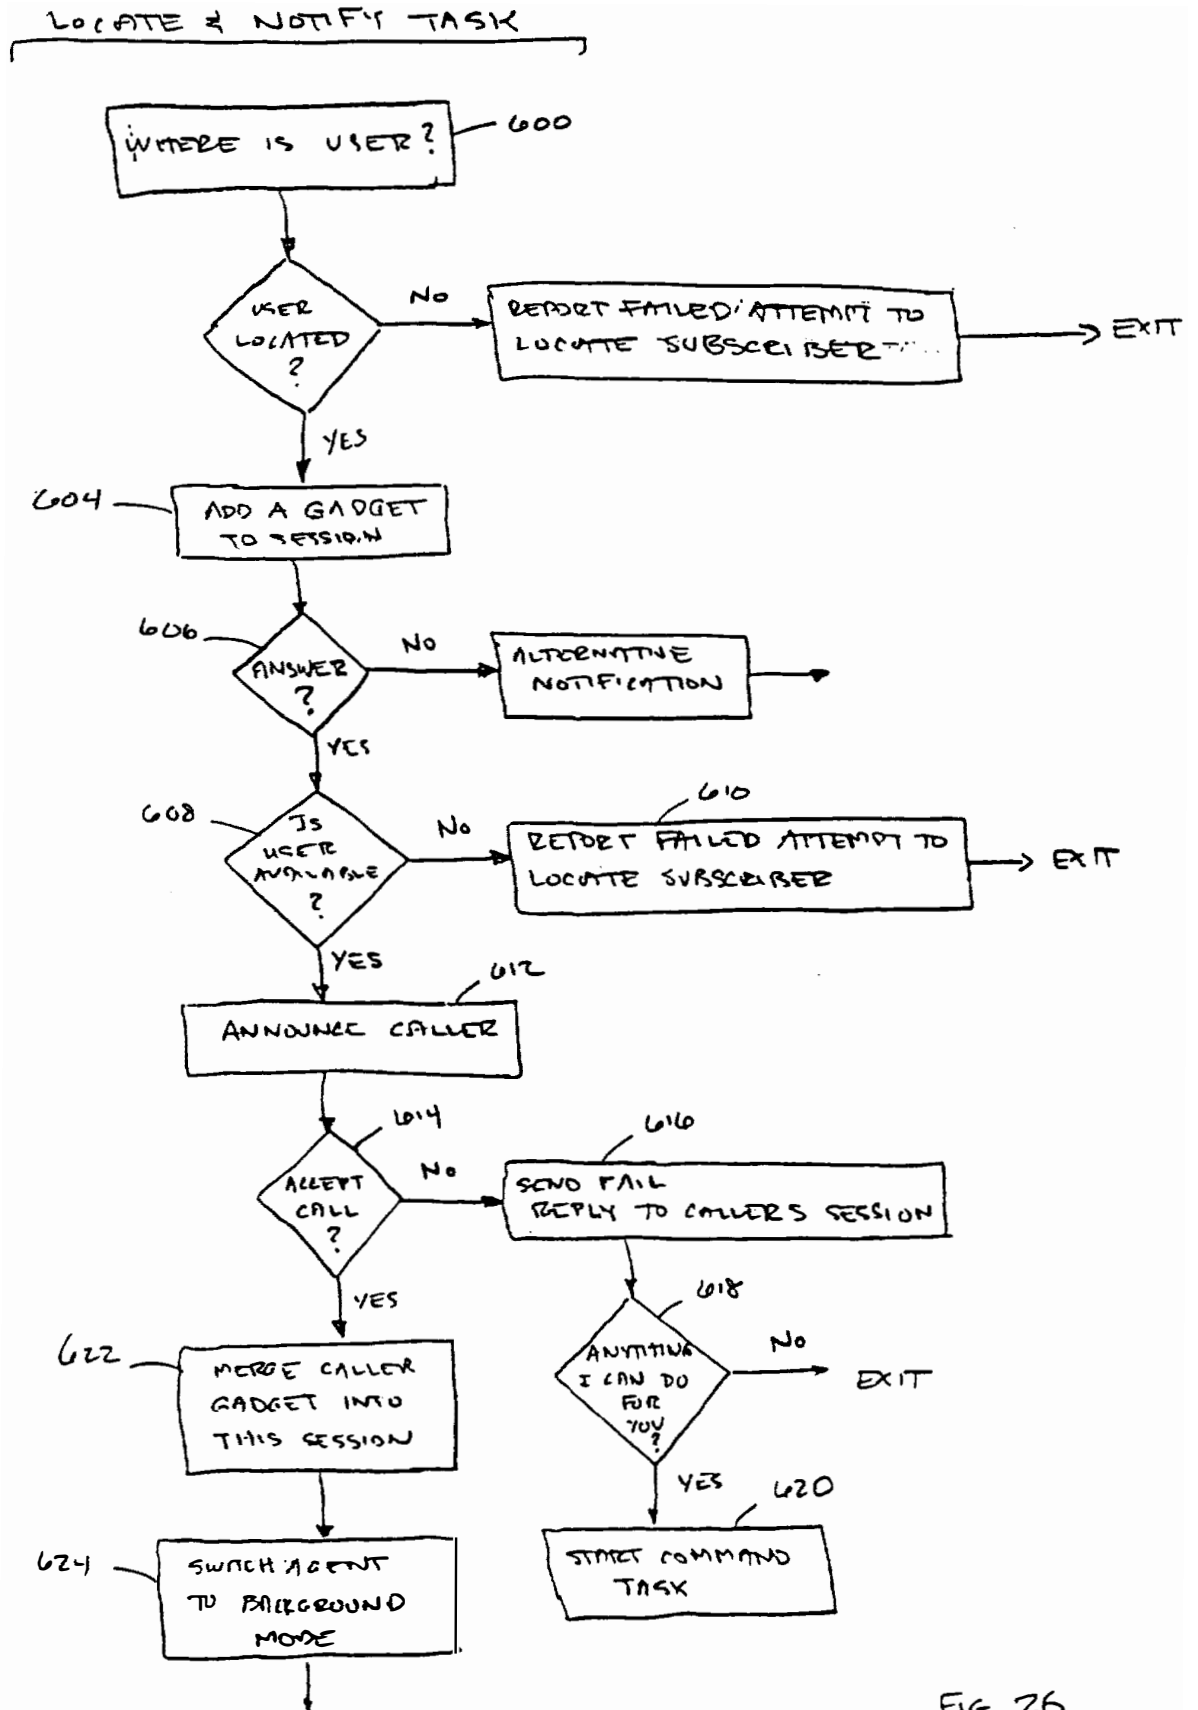 LOCATE & NOTIFY TASK
WHERE IS USER?
600
USER
LOCATED
?
NO
REPORT FAILED ATTEMPT TO
LOCATE SUBSCRIBER
EXIT
YES
604
ADD A GADGET
TO SESSION
606
ANSWER
?
NO
ALTERNATIVE
NOTIFICATION
YES
608
IS
USER
AVAILABLE
?
NO
610
REPORT FAILED ATTEMPT TO
LOCATE SUBSCRIBER
EXIT
YES
612
ANNOUNCE CALLER
614
ACCEPT
CALL
?
NO
616
SEND FAIL
REPLY TO CALLERS SESSION
YES
618
ANYTHING
I CAN DO
FOR
YOU
?
NO
EXIT
622
MERGE CALLER
GADGET INTO
THIS SESSION
YES
620
START COMMAND
TASK
624
SWITCH AGENT
TO BACKGROUND
MODE
FIG 26